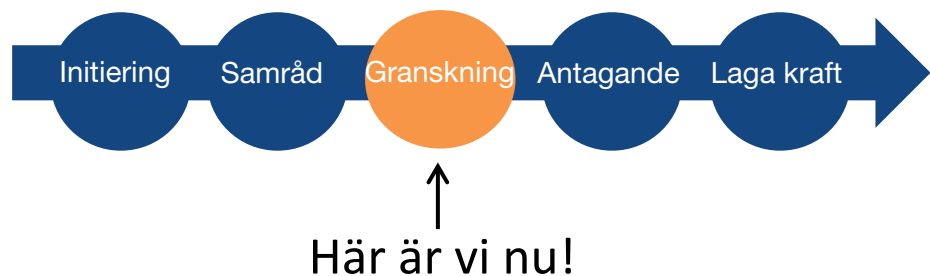 Initiering Samråd Granskning Antagande Laga kraft
Här är vi nu!